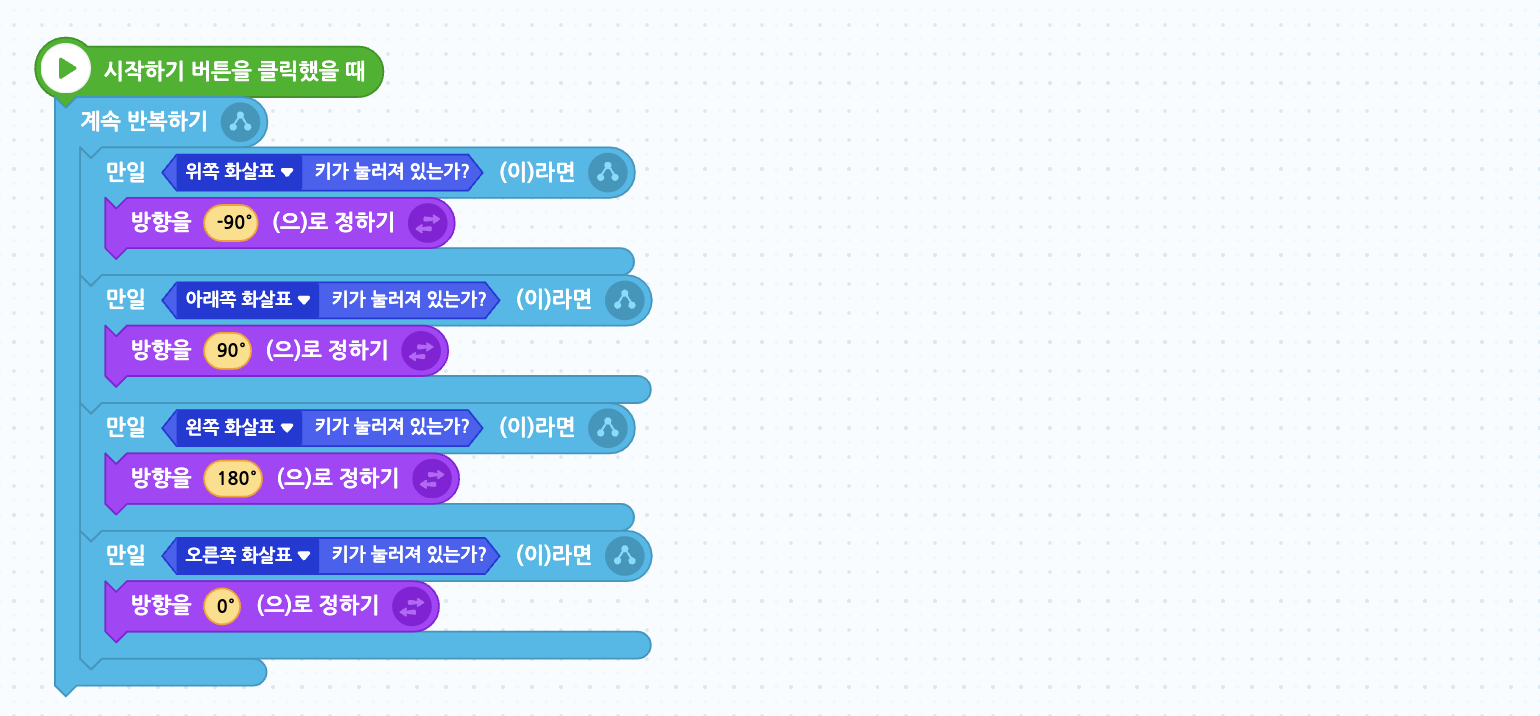 시작하기 버튼을 클릭했을 때
계속 반복하기
만일 위쪽 화살표 키가 눌러져 있는가? (이)라면
방향을 -90° (으)로 정하기
만일 아래쪽 화살표 키가 눌러져 있는가? (이)라면
방향을 90° (으)로 정하기
만일 왼쪽 화살표 키가 눌러져 있는가? (이)라면
방향을 180° (으)로 정하기
만일 오른쪽 화살표 키가 눌러져 있는가? (이)라면
방향을 0° (으)로 정하기